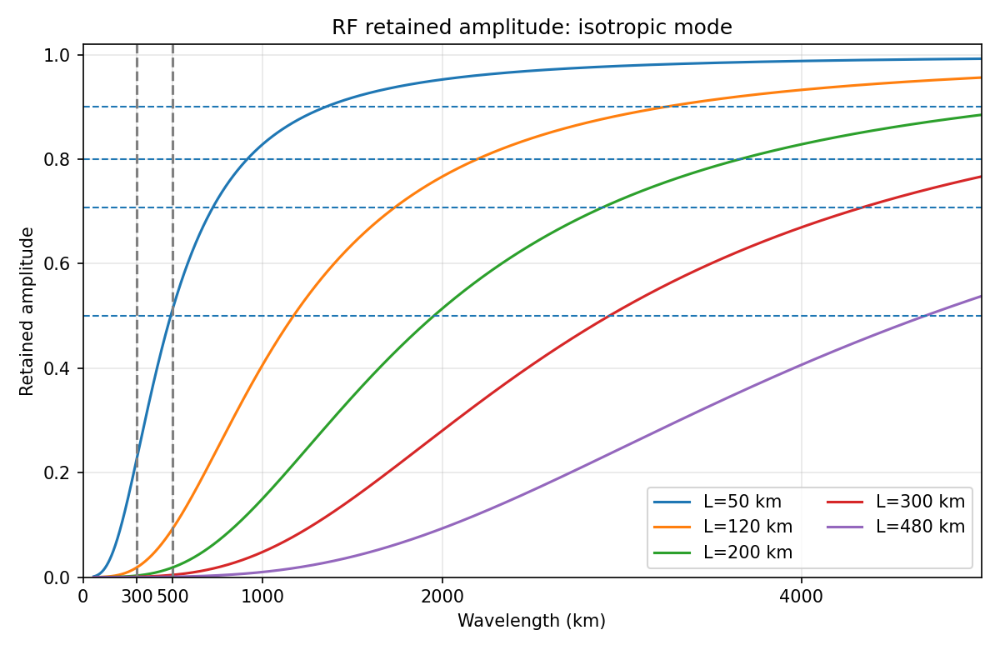 RF retained amplitude: isotropic mode
Retained amplitude
1.0
0.8
0.6
0.4
0.2
0.0
0
300
500
1000
2000
4000
Wavelength (km)
L=50 km
L=120 km
L=200 km
L=300 km
L=480 km